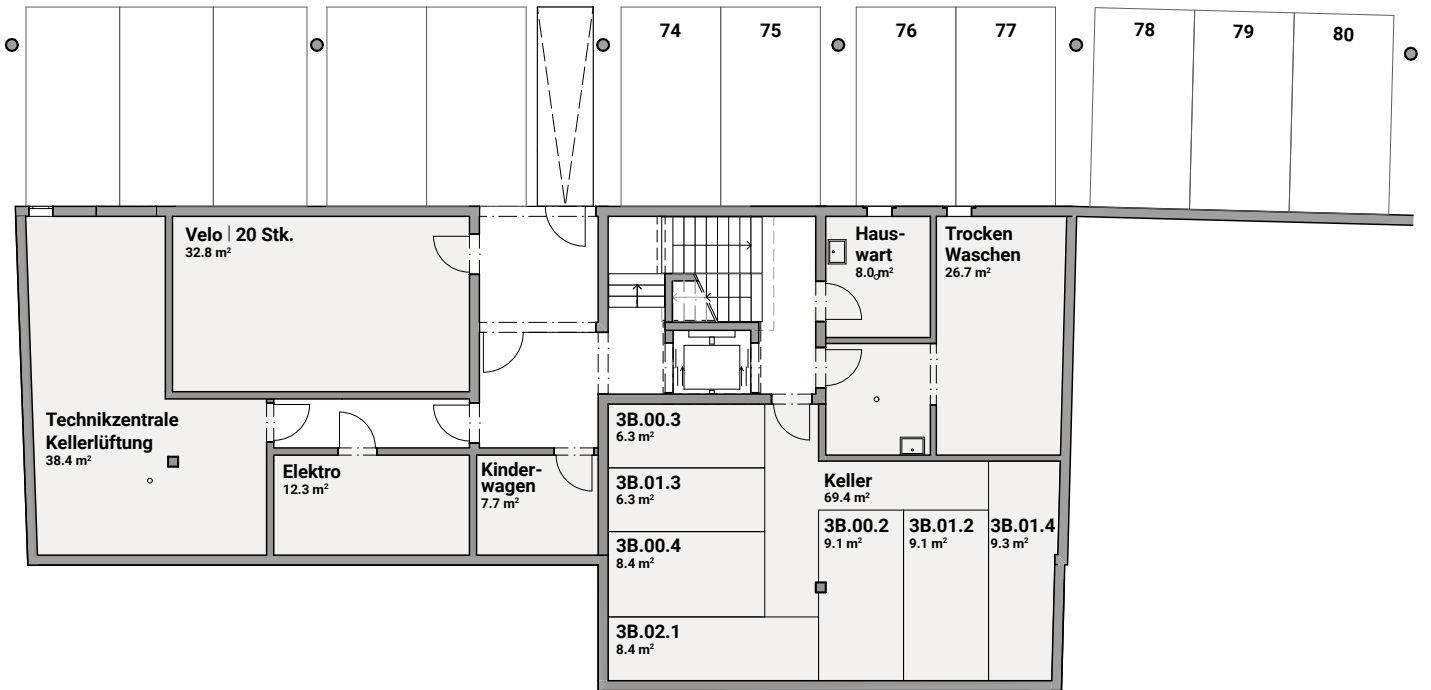 74
75
76
77
78
79
80
Velo | 20 Stk.
32.8 m²
Haus-
wart
8.0 m²
Trocken
Waschen
26.7 m²
Technikzentrale
Kellerlüftung
38.4 m²
Elektro
12.3 m²
Kinder-
wagen
7.7 m²
3B.00.3
6.3 m²
3B.01.3
6.3 m²
3B.00.4
8.4 m²
3B.02.1
8.4 m²
Keller
69.4 m²
3B.00.2
9.1 m²
3B.01.2
9.1 m²
3B.01.4
9.3 m²